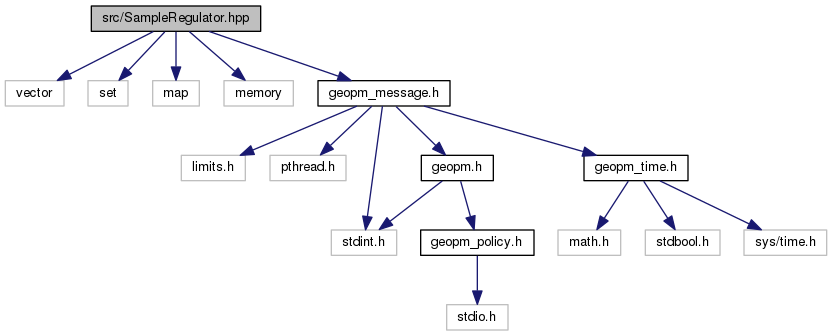 src/SampleRegulator.hpp
vector
set
map
memory
geopm_message.h
limits.h
pthread.h
geopm.h
geopm_time.h
stdint.h
geopm_policy.h
math.h
stdbool.h
sys/time.h
stdio.h